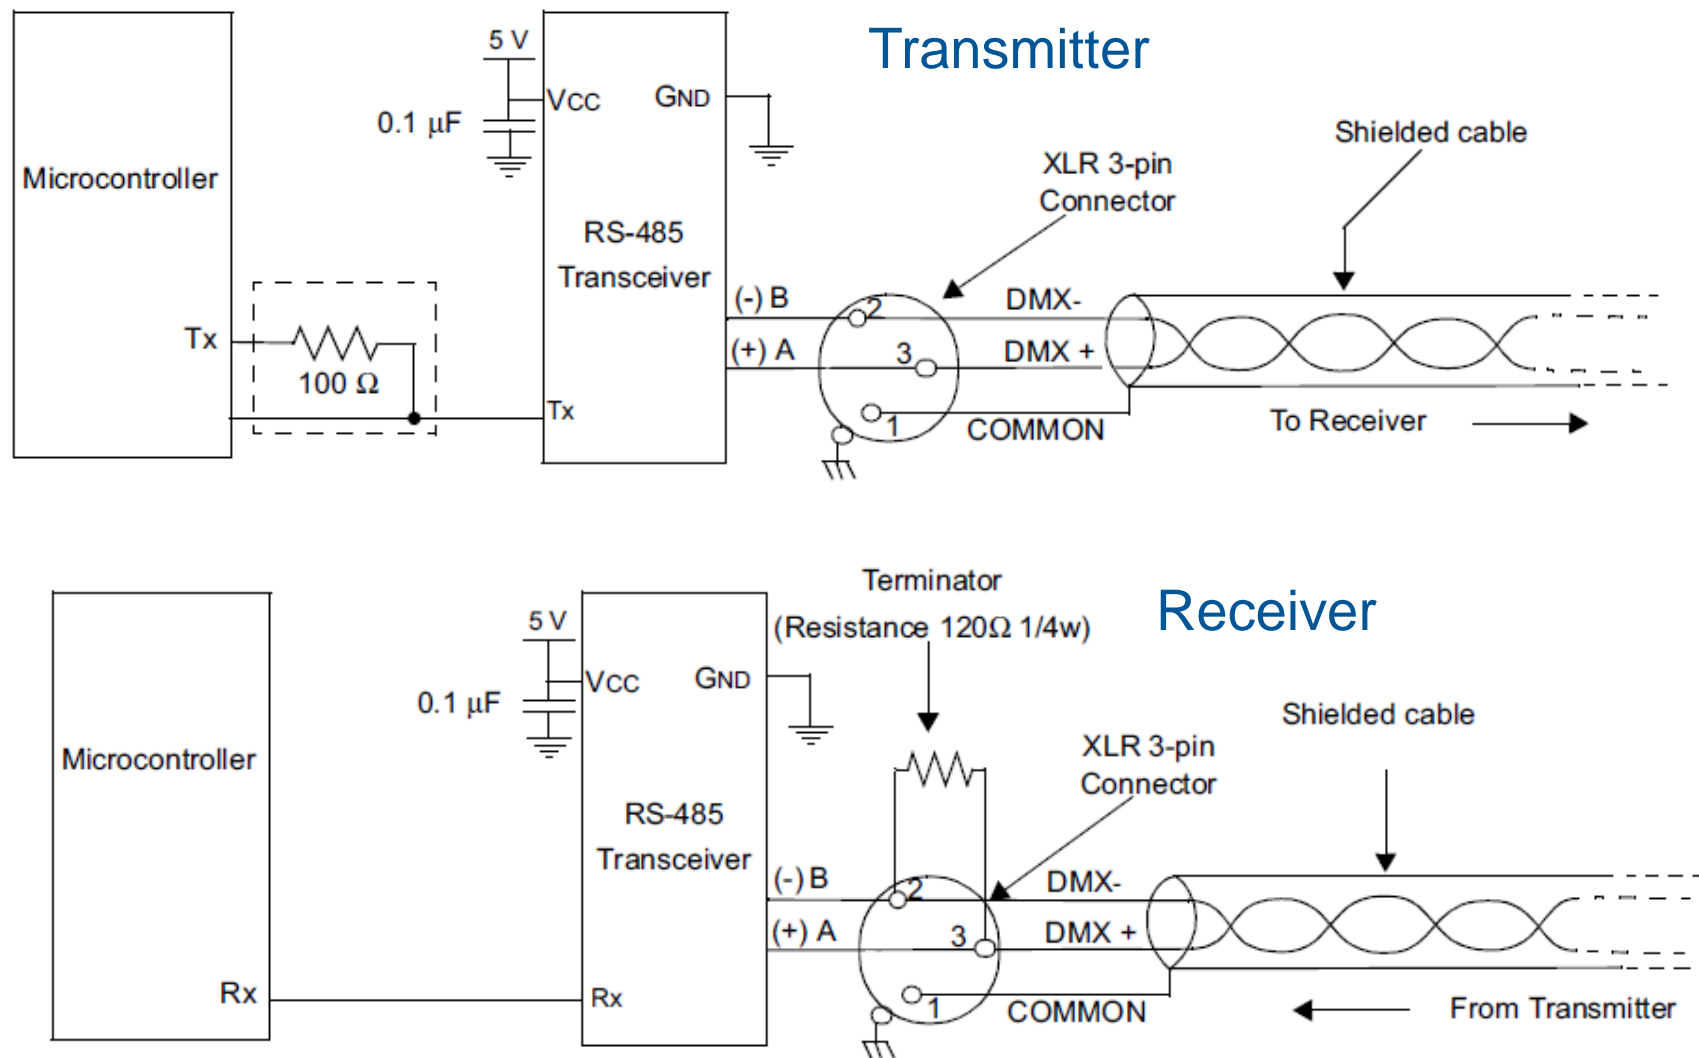 Transmitter
5 V
VCC
GND
0.1 µF
Shielded cable
Microcontroller
XLR 3-pin
Connector
RS-485
Transceiver
(-) B
2
DMX-
Tx
(+) A
3
DMX +
100 Ω
Tx
1
COMMON
To Receiver
Terminator
(Resistance 120Ω 1/4w)
Receiver
5 V
VCC
GND
0.1 µF
Shielded cable
Microcontroller
XLR 3-pin
Connector
RS-485
Transceiver
(-) B
2
DMX-
(+) A
3
DMX +
Rx
Rx
1
COMMON
From Transmitter